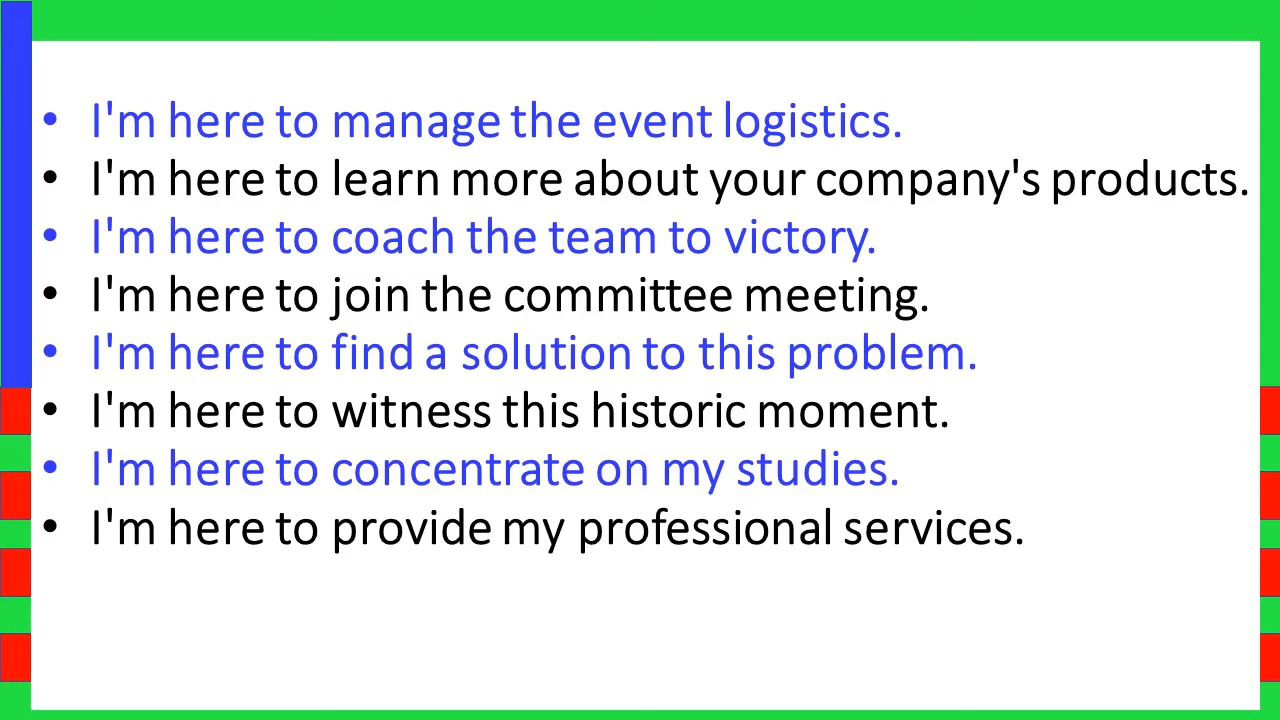 • I'm here to manage the event logistics.
• I'm here to learn more about your company's products.
• I'm here to coach the team to victory.
• I'm here to join the committee meeting.
• I'm here to find a solution to this problem.
• I'm here to witness this historic moment.
• I'm here to concentrate on my studies.
• I'm here to provide my professional services.